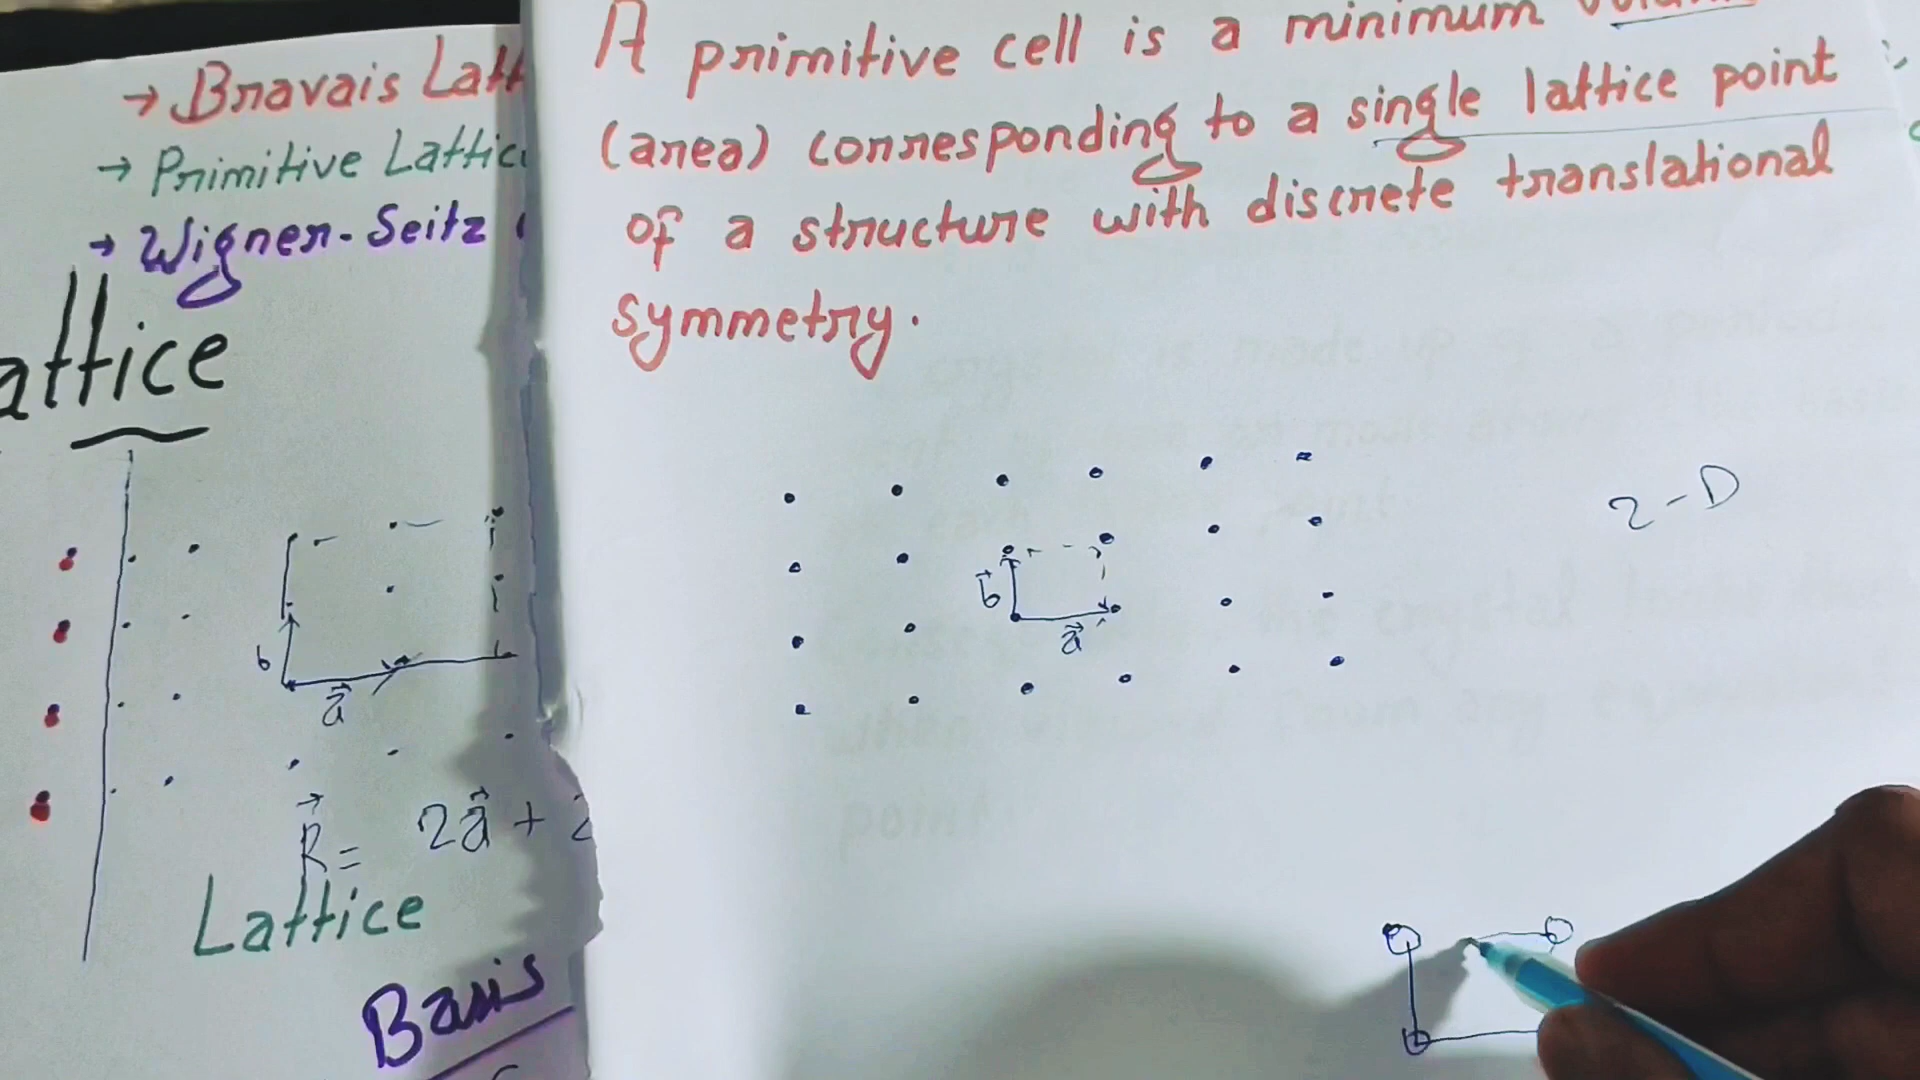 → Bravais Latt
→ Primitive Lattic
→ Wigner-Seitz
attice
b
a⃗
R⃗ = 2a⃗ +
Lattice
Basis
A primitive cell is a minimum
(area) corresponding to a single lattice point
of a structure with discrete translational
symmetry.
2-D
b⃗
a⃗